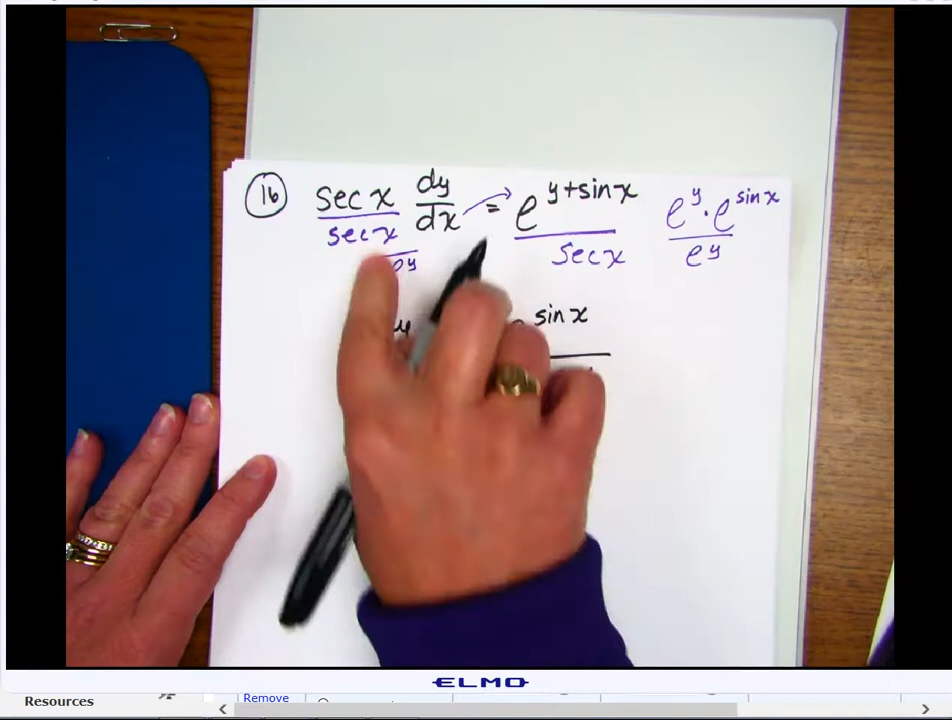 16 sec x dy/dx = e^(y+sin x) e^y · e^(sin x)
sec x sec x e^y
sin x
ELMO
Resources
Remove